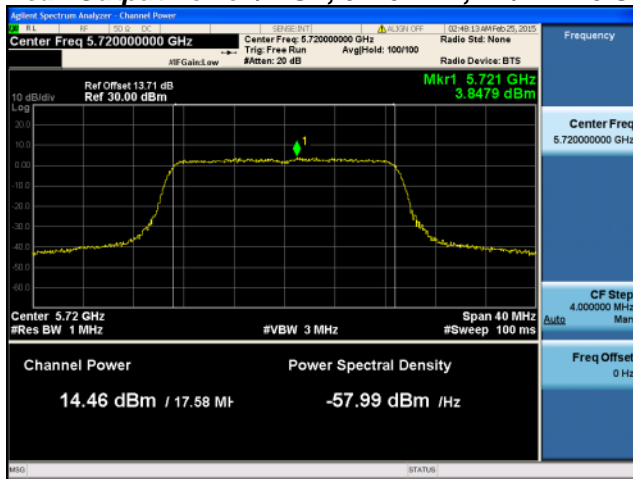 Agilent Spectrum Analyzer - Channel Power
RL RF 50 Ω DC SENSE:INT ALIGN OFF 02:48:13 AM Feb 25, 2015
Center Freq 5.720000000 GHz
Center Freq: 5.720000000 GHz
Radio Std: None
Trig: Free Run Avg|Hold: 100/100
#IFGain:Low #Atten: 20 dB Radio Device: BTS
Ref Offset 13.71 dB
10 dB/div Ref 30.00 dBm
Mkr1 5.721 GHz
3.8479 dBm
Log
20.0
10.0
0.00
-10.0
-20.0
-30.0
-40.0
-50.0
-60.0
1
Center 5.72 GHz Span 40 MHz
#Res BW 1 MHz #VBW 3 MHz #Sweep 100 ms
Channel Power Power Spectral Density
14.46 dBm / 17.58 MH -57.99 dBm /Hz
MSG STATUS
Frequency
Center Freq
5.720000000 GHz
CF Step
4.000000 MHz
Auto Man
Freq Offset
0 Hz